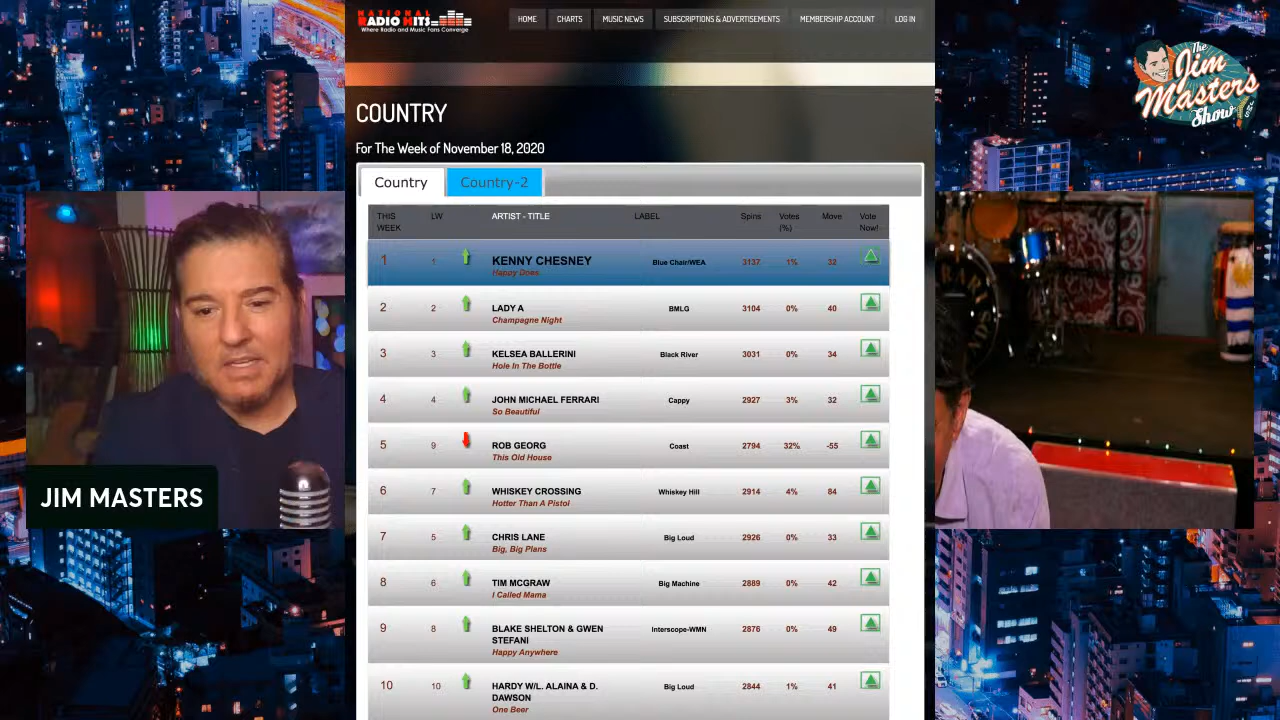 NATIONAL
RADIO HITS
Where Radio and Music Fans Converge
HOME CHARTS MUSIC NEWS SUBSCRIPTIONS & ADVERTISEMENTS MEMBERSHIP ACCOUNT LOG IN
The
Jim
Masters
Show
COUNTRY
For The Week of November 18, 2020
Country Country-2
THIS WEEK LW ARTIST - TITLE LABEL Spins Votes (%) Move Vote Now!
1 1 KENNY CHESNEY Blue Chair/WEA 3137 1% 32
Happy Does
2 2 LADY A BMLG 3104 0% 40
Champagne Night
3 3 KELSEA BALLERINI Black River 3031 0% 34
Hole In The Bottle
4 4 JOHN MICHAEL FERRARI Cappy 2927 3% 32
So Beautiful
5 9 ROB GEORG Coast 2794 32% -55
This Old House
6 7 WHISKEY CROSSING Whiskey Hill 2914 4% 84
Hotter Than A Pistol
7 5 CHRIS LANE Big Loud 2926 0% 33
Big, Big Plans
8 6 TIM MCGRAW Big Machine 2889 0% 42
I Called Mama
9 8 BLAKE SHELTON & GWEN Interscope-WMN 2876 0% 49
STEFANI
Happy Anywhere
10 10 HARDY W/L. ALAINA & D. Big Loud 2844 1% 41
DAWSON
One Beer
JIM MASTERS